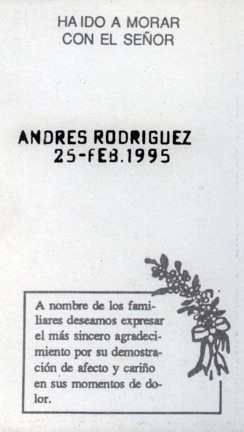 HA IDO A MORAR
CON EL SEÑOR
ANDRES RODRIGUEZ
25-FEB.1995
A nombre de los fami-
liares deseamos expresar
el más sincero agradeci-
miento por su demostra-
ción de afecto y cariño
en sus momentos de do-
lor.